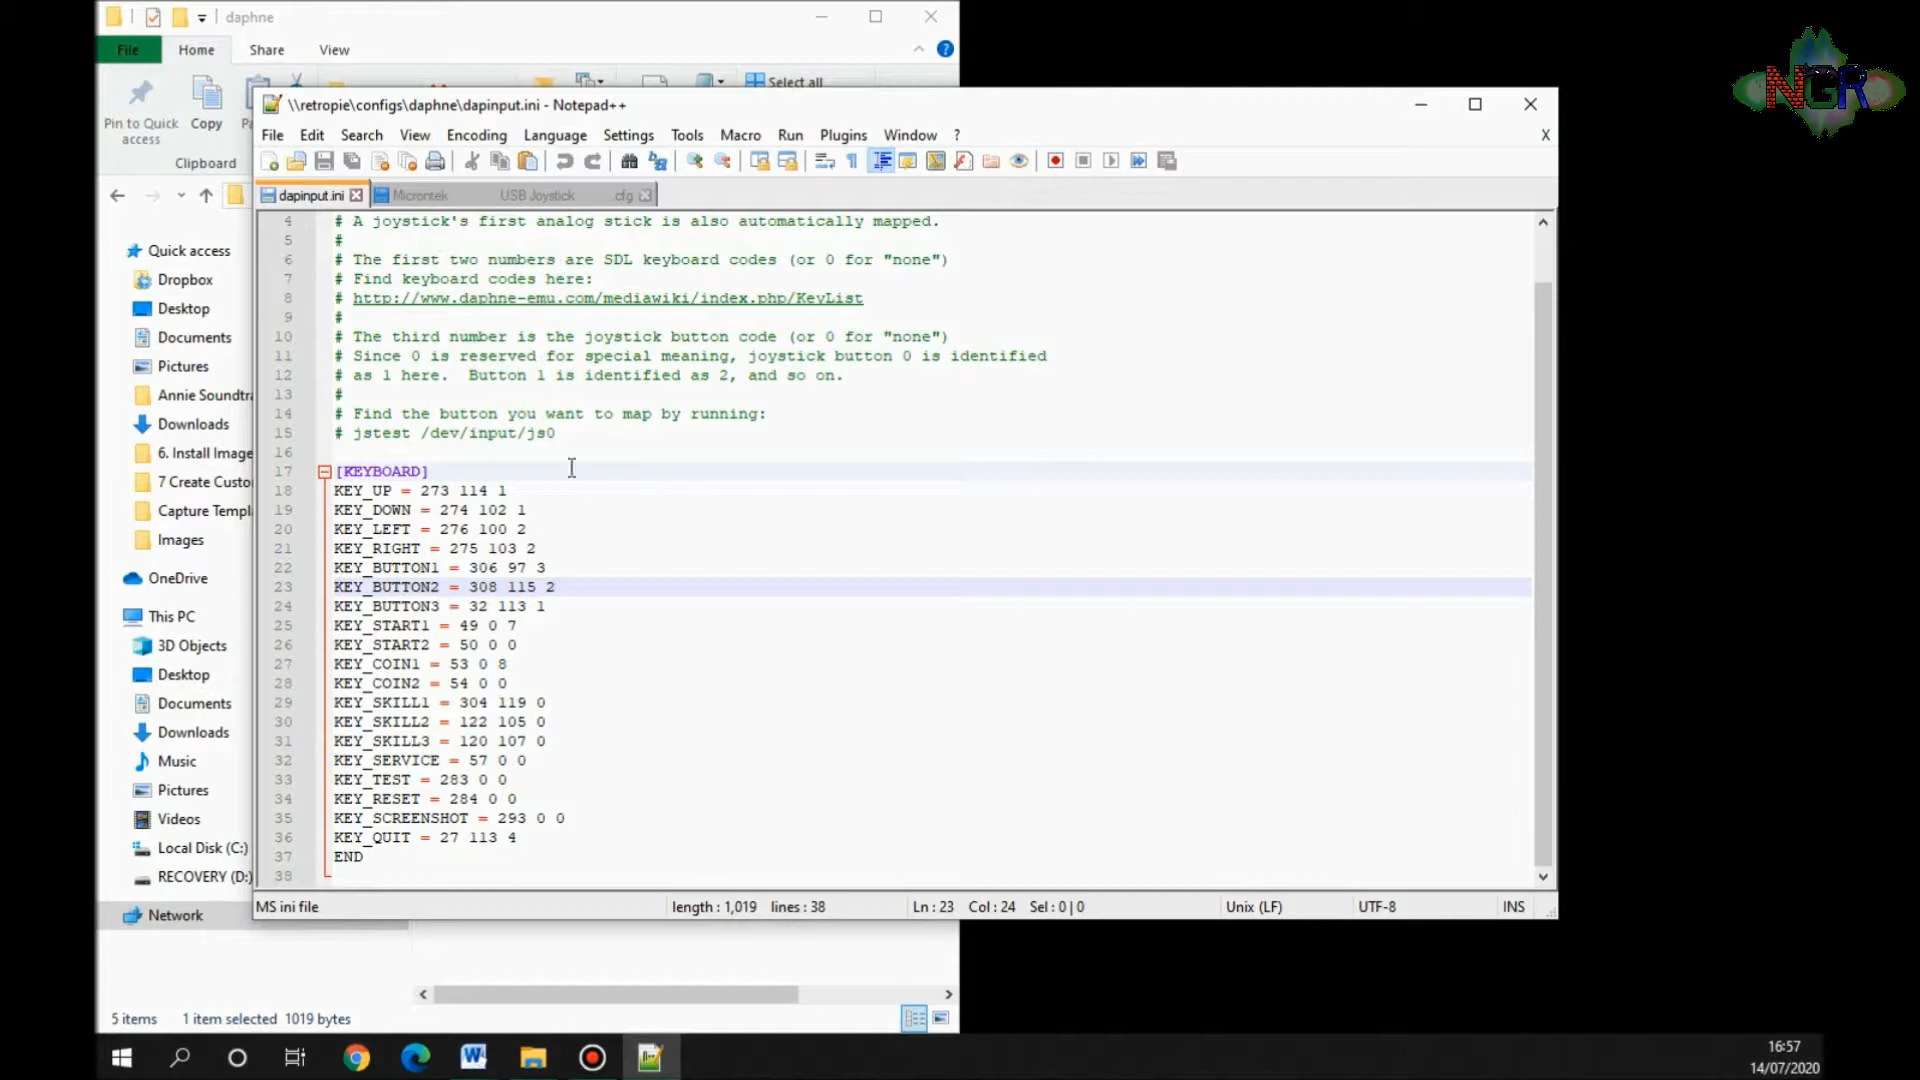 daphne
File Home Share View
Select all
Pin to Quick access
Copy
Clipboard
NGR
\\retropie\configs\daphne\dapinput.ini - Notepad++
File Edit Search View Encoding Language Settings Tools Macro Run Plugins Window ? X
dapinput.ini Microntek USB Joystick cfg
4 # A joystick's first analog stick is also automatically mapped.
5 #
6 # The first two numbers are SDL keyboard codes (or 0 for "none")
7 # Find keyboard codes here:
8 # http://www.daphne-emu.com/mediawiki/index.php/KeyList
9 #
10 # The third number is the joystick button code (or 0 for "none")
11 # Since 0 is reserved for special meaning, joystick button 0 is identified
12 # as 1 here.  Button 1 is identified as 2, and so on.
13 #
14 # Find the button you want to map by running:
15 # jstest /dev/input/js0
16
17 [KEYBOARD]
18 KEY_UP = 273 114 1
19 KEY_DOWN = 274 102 1
20 KEY_LEFT = 276 100 2
21 KEY_RIGHT = 275 103 2
22 KEY_BUTTON1 = 306 97 3
23 KEY_BUTTON2 = 308 115 2
24 KEY_BUTTON3 = 32 113 1
25 KEY_START1 = 49 0 7
26 KEY_START2 = 50 0 0
27 KEY_COIN1 = 53 0 8
28 KEY_COIN2 = 54 0 0
29 KEY_SKILL1 = 304 119 0
30 KEY_SKILL2 = 122 105 0
31 KEY_SKILL3 = 120 107 0
32 KEY_SERVICE = 57 0 0
33 KEY_TEST = 283 0 0
34 KEY_RESET = 284 0 0
35 KEY_SCREENSHOT = 293 0 0
36 KEY_QUIT = 27 113 4
37 END
38
MS ini file length : 1,019 lines : 38 Ln : 23 Col : 24 Sel : 0 | 0 Unix (LF) UTF-8 INS
Quick access
Dropbox
Desktop
Documents
Pictures
Annie Soundtra
Downloads
6. Install Image
7 Create Custo
Capture Templ
Images
OneDrive
This PC
3D Objects
Desktop
Documents
Downloads
Music
Pictures
Videos
Local Disk (C:)
RECOVERY (D:)
Network
5 items 1 item selected 1019 bytes
16:57
14/07/2020